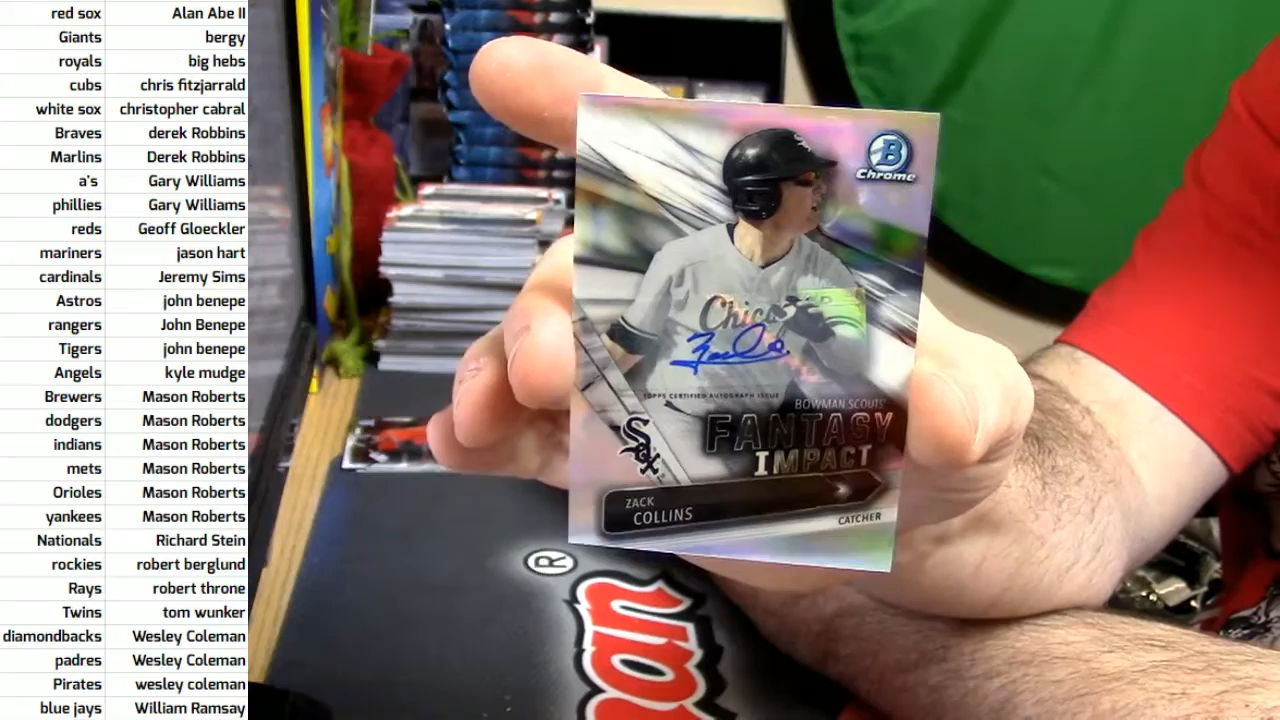 red sox Alan Abe II
Giants bergy
royals big hebs
cubs chris fitzjarrald
white sox christopher cabral
Braves derek Robbins
Marlins Derek Robbins
a's Gary Williams
phillies Gary Williams
reds Geoff Gloeckler
mariners jason hart
cardinals Jeremy Sims
Astros john benepe
rangers John Benepe
Tigers john benepe
Angels kyle mudge
Brewers Mason Roberts
dodgers Mason Roberts
indians Mason Roberts
mets Mason Roberts
Orioles Mason Roberts
yankees Mason Roberts
Nationals Richard Stein
rockies robert berglund
Rays robert throne
Twins tom wunker
diamondbacks Wesley Coleman
padres Wesley Coleman
Pirates wesley coleman
blue jays William Ramsay
B
Chrome
Chicago
TOPPS CERTIFIED AUTOGRAPH ISSUE
BOWMAN SCOUTS'
FANTASY
IMPACT
Sox
ZACK
COLLINS
CATCHER
®